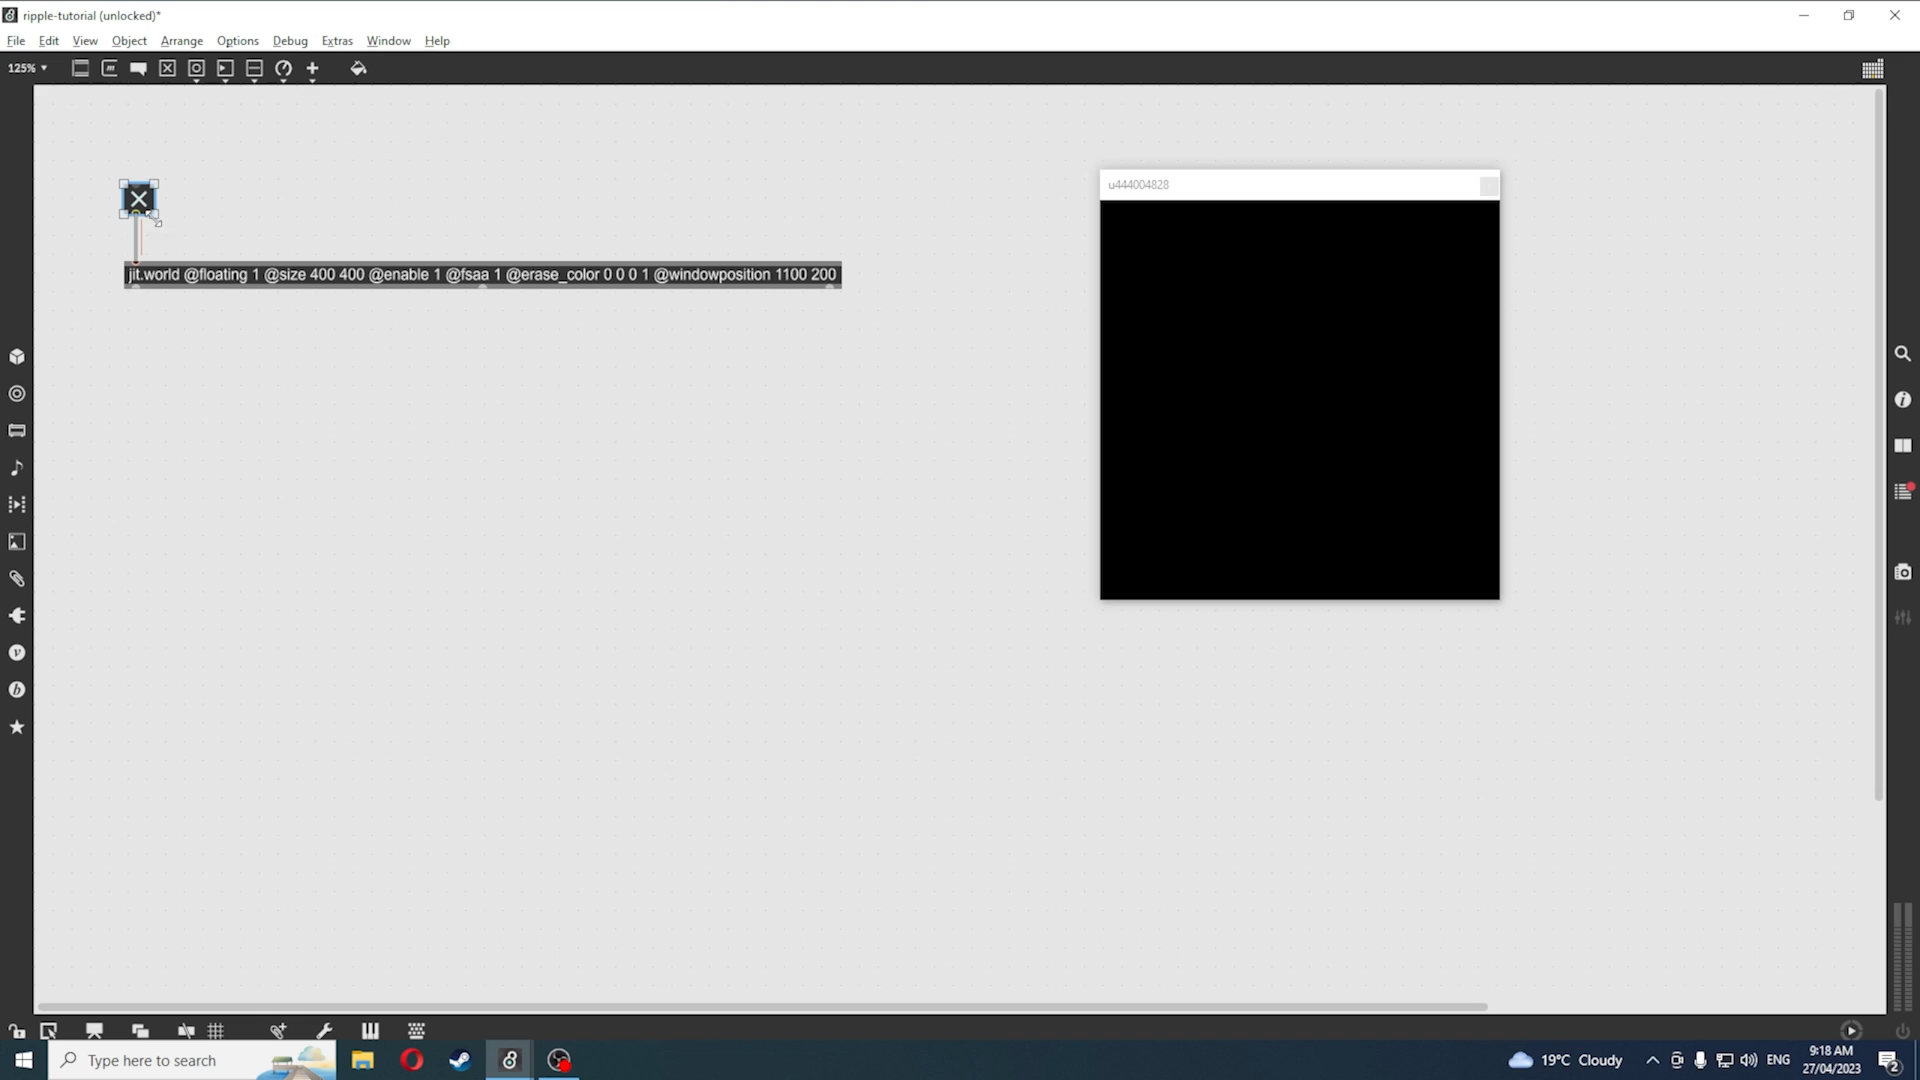 ripple-tutorial (unlocked)*
File Edit View Object Arrange Options Debug Extras Window Help
125%
u444004828
jit.world @floating 1 @size 400 400 @enable 1 @fsaa 1 @erase_color 0 0 0 1 @windowposition 1100 200
Type here to search
19°C Cloudy
ENG
9:18 AM
27/04/2023
2